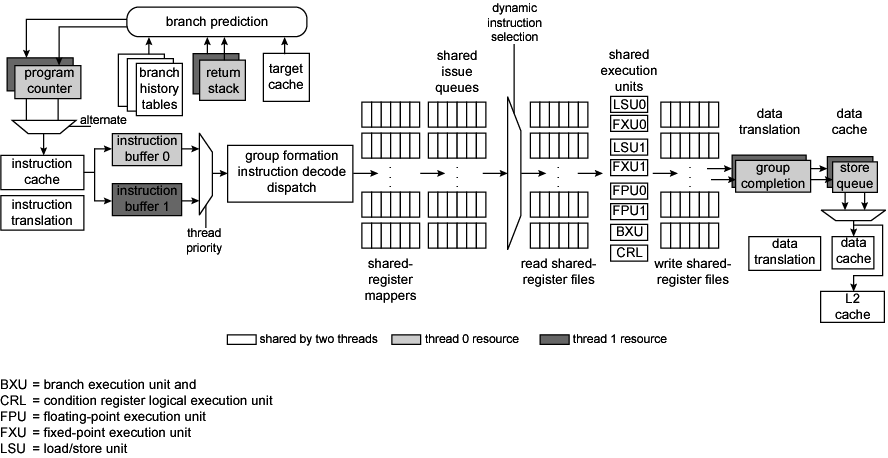 branch prediction
program
counter
branch
history
tables
return
stack
target
cache
alternate
instruction
cache
instruction
translation
instruction
buffer 0
instruction
buffer 1
thread
priority
group formation
instruction decode
dispatch
shared-
register
mappers
shared
issue
queues
dynamic
instruction
selection
read shared-
register files
shared
execution
units
LSU0
FXU0
LSU1
FXU1
FPU0
FPU1
BXU
CRL
write shared-
register files
data
translation
group
completion
data
cache
store
queue
data
translation
data
cache
L2
cache
shared by two threads
thread 0 resource
thread 1 resource
BXU = branch execution unit and
CRL = condition register logical execution unit
FPU = floating-point execution unit
FXU = fixed-point execution unit
LSU = load/store unit